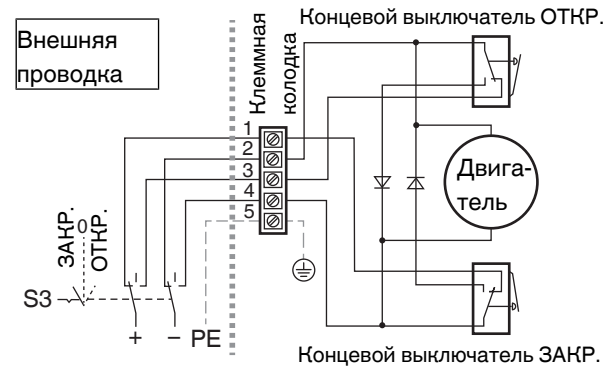 Концевой выключатель ОТКР.
Внешняя
проводка
Клеммная
колодка
1
2
3
4
5
Двига-
тель
ЗАКР.
0
ОТКР.
S3
+
−
PE
Концевой выключатель ЗАКР.